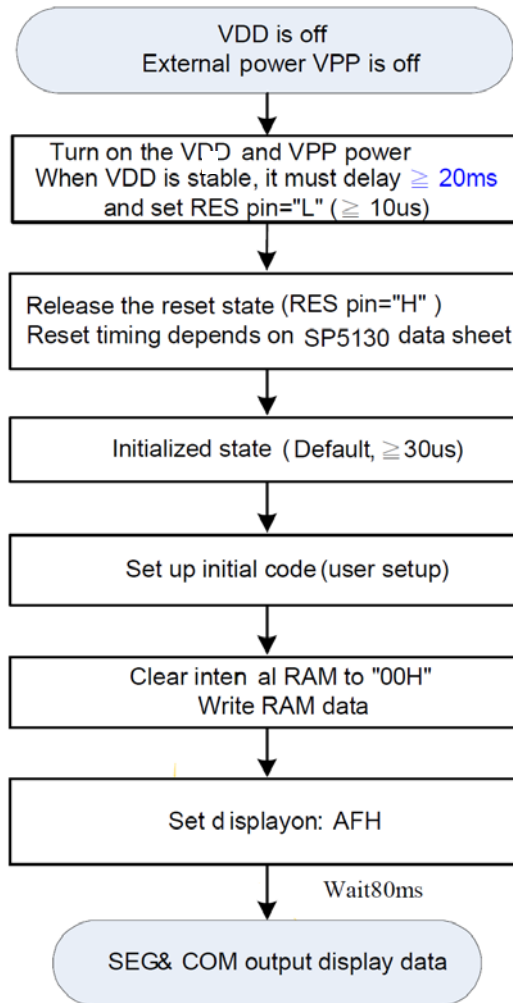 VDD is off
External power VPP is off
Turn on the VDD and VPP power
When VDD is stable, it must delay ≧ 20ms
and set RES pin="L" (≧ 10us)
Release the reset state (RES pin="H" )
Reset timing depends on SP5130 data sheet
Initialized state (Default, ≧30us)
Set up initial code (user setup)
Clear inten al RAM to "00H"
Write RAM data
Set displayon: AFH
Wait80ms
SEG& COM output display data